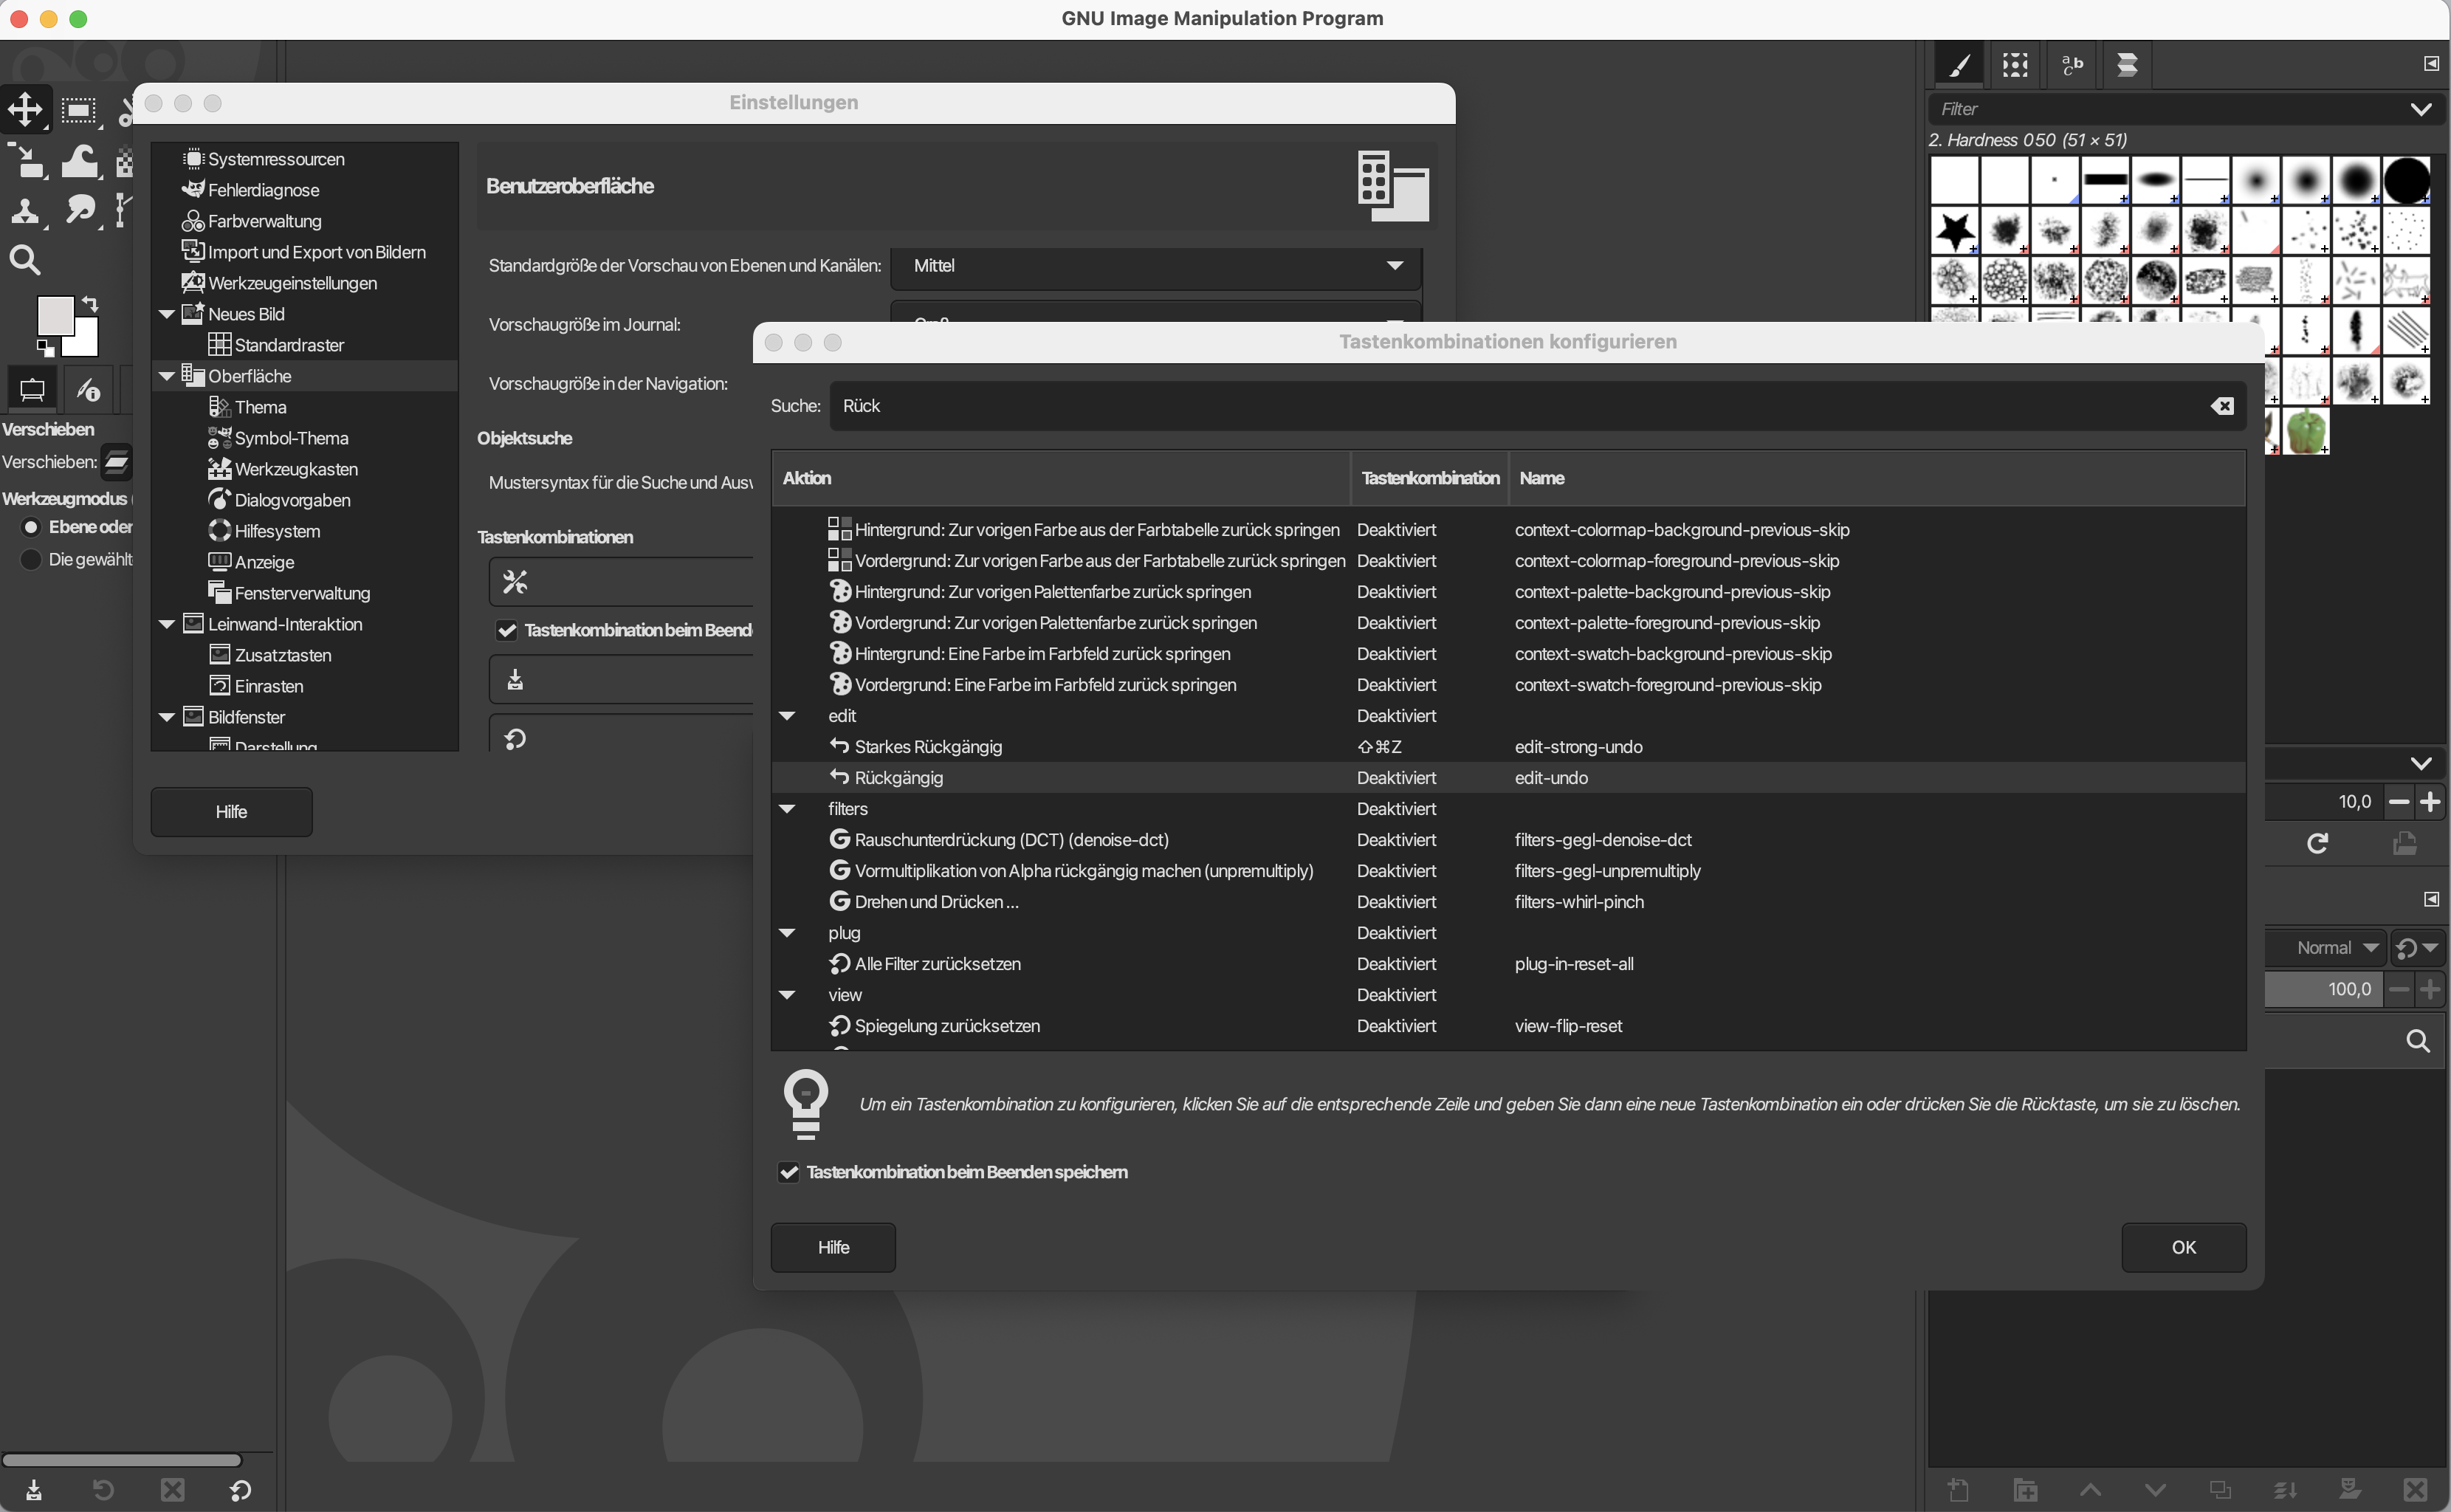 GNU Image Manipulation Program
Einstellungen
Systemressourcen
Fehlerdiagnose
Farbverwaltung
Import und Export von Bildern
Werkzeugeinstellungen
Neues Bild
Standardraster
Oberfläche
Thema
Symbol-Thema
Werkzeugkasten
Dialogvorgaben
Hilfesystem
Anzeige
Fensterverwaltung
Leinwand-Interaktion
Zusatztasten
Einrasten
Bildfenster
Darstellung
Hilfe
Benutzeroberfläche
Standardgröße der Vorschau von Ebenen und Kanälen: Mittel
Vorschaugröße im Journal:
Vorschaugröße in der Navigation:
Objektsuche
Mustersyntax für die Suche und
Tastenkombinationen
Tastenkombination beim
Verschieben
Verschieben:
Werkzeugmodus
Ebene oder
Die gewählt
Tastenkombinationen konfigurieren
Suche: Rück
Aktion Tastenkombination Name
Hintergrund: Zur vorigen Farbe aus der Farbtabelle zurück springen Deaktiviert context-colormap-background-previous-skip
Vordergrund: Zur vorigen Farbe aus der Farbtabelle zurück springen Deaktiviert context-colormap-foreground-previous-skip
Hintergrund: Zur vorigen Palettenfarbe zurück springen Deaktiviert context-palette-background-previous-skip
Vordergrund: Zur vorigen Palettenfarbe zurück springen Deaktiviert context-palette-foreground-previous-skip
Hintergrund: Eine Farbe im Farbfeld zurück springen Deaktiviert context-swatch-background-previous-skip
Vordergrund: Eine Farbe im Farbfeld zurück springen Deaktiviert context-swatch-foreground-previous-skip
edit Deaktiviert
Starkes Rückgängig ⇧⌘Z edit-strong-undo
Rückgängig Deaktiviert edit-undo
filters Deaktiviert
Rauschunterdrückung (DCT) (denoise-dct) Deaktiviert filters-gegl-denoise-dct
Vormultiplikation von Alpha rückgängig machen (unpremultiply) Deaktiviert filters-gegl-unpremultiply
Drehen und Drücken ... Deaktiviert filters-whirl-pinch
plug Deaktiviert
Alle Filter zurücksetzen Deaktiviert plug-in-reset-all
view Deaktiviert
Spiegelung zurücksetzen Deaktiviert view-flip-reset
Um ein Tastenkombination zu konfigurieren, klicken Sie auf die entsprechende Zeile und geben Sie dann eine neue Tastenkombination ein oder drücken Sie die Rücktaste, um sie zu löschen.
Tastenkombination beim Beenden speichern
Hilfe
OK
Filter
2. Hardness 050 (51 × 51)
10,0
Normal
100,0